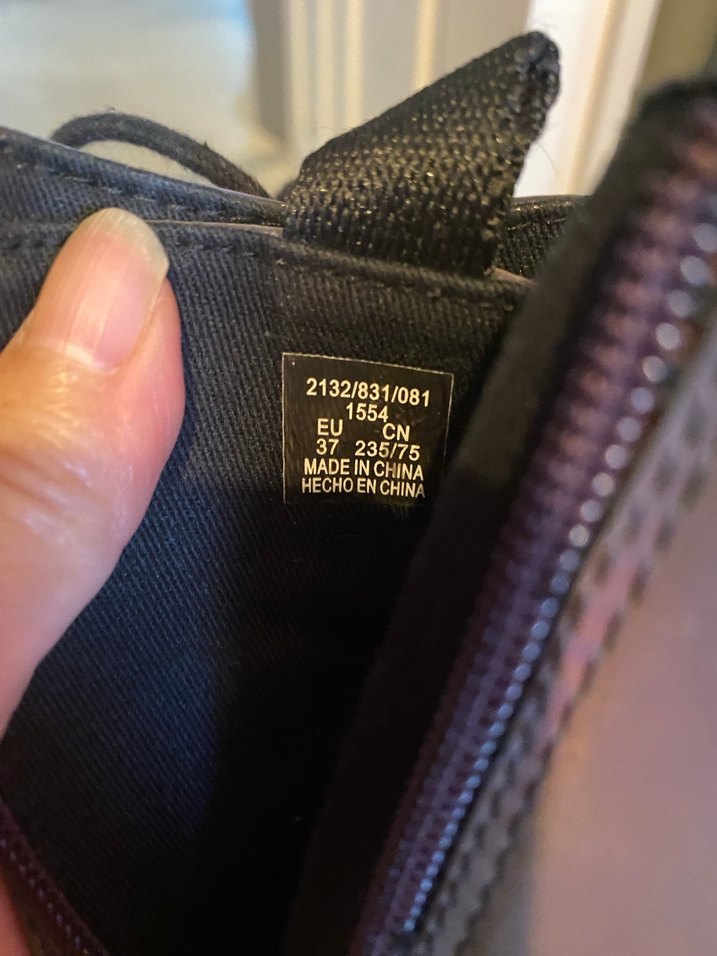 2132/831/081
1554
EU CN
37 235/75
MADE IN CHINA
HECHO EN CHINA